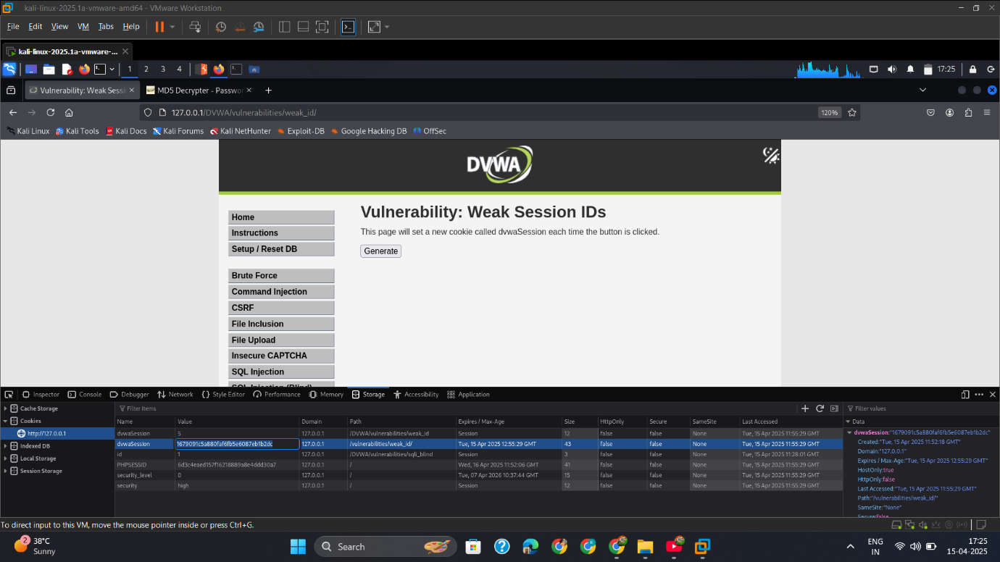 kali-linux-2025.1a-vmware-amd64 - VMware Workstation
File Edit View VM Tabs Help
kali-linux-2025.1a-vmware-...
1 2 3 4 17:25
Vulnerability: Weak Sessi MD5 Decrypter - Passwo
127.0.0.1/DVWA/vulnerabilities/weak_id/ 120%
Kali Linux Kali Tools Kali Docs Kali Forums Kali NetHunter Exploit-DB Google Hacking DB OffSec
DVWA
Home
Instructions
Setup / Reset DB
Brute Force
Command Injection
CSRF
File Inclusion
File Upload
Insecure CAPTCHA
SQL Injection
SQL Injection (Blind)
Vulnerability: Weak Session IDs
This page will set a new cookie called dvwaSession each time the button is clicked.
Generate
Inspector Console Debugger Network Style Editor Performance Memory Storage Accessibility Application
Cache Storage
Cookies
http://127.0.0.1
Indexed DB
Local Storage
Session Storage
Filter Items
Name Value Domain Path Expires / Max-Age Size HttpOnly Secure SameSite Last Accessed
dvwaSession 5 127.0.0.1 /DVWA/vulnerabilities/weak_id Session 12 false false None Tue, 15 Apr 2025 11:55:29 GMT
dvwaSession 1679091c5a880faf6fb5e6087eb1b2dc 127.0.0.1 /vulnerabilities/weak_id/ Tue, 15 Apr 2025 12:55:29 GMT 43 false false None Tue, 15 Apr 2025 11:55:29 GMT
id 1 127.0.0.1 /DVWA/vulnerabilities/sqli_blind Session 3 false false None Tue, 15 Apr 2025 11:28:01 GMT
PHPSESSID 6d3c4eaed157f16218889a8e4ddd30a7 127.0.0.1 / Wed, 16 Apr 2025 11:52:06 GMT 41 false false None Tue, 15 Apr 2025 11:55:29 GMT
security_level 0 127.0.0.1 / Tue, 07 Apr 2026 10:37:44 GMT 15 false false None Tue, 15 Apr 2025 11:55:29 GMT
security high 127.0.0.1 / Session 12 false false None Tue, 15 Apr 2025 11:55:29 GMT
Filter values
Data
dvwaSession:"1679091c5a880faf6fb5e6087eb1b2dc"
Created:"Tue, 15 Apr 2025 11:52:18 GMT"
Domain:"127.0.0.1"
Expires / Max-Age:"Tue, 15 Apr 2025 12:55:29 GMT"
HostOnly:true
HttpOnly:false
Last Accessed:"Tue, 15 Apr 2025 11:55:29 GMT"
Path:"/vulnerabilities/weak_id/"
SameSite:"None"
Secure:false
To direct input to this VM, move the mouse pointer inside or press Ctrl+G.
2 38°C
Sunny
Search
ENG
IN
17:25
15-04-2025